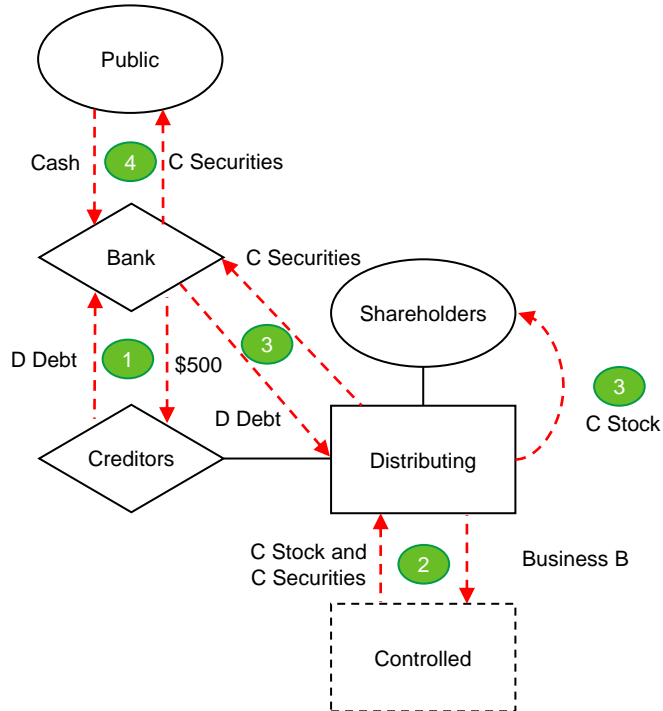 Public
Cash
4
C Securities
Bank
C Securities
Shareholders
D Debt
1
$500
3
3
C Stock
D Debt
Creditors
Distributing
C Stock and
C Securities
2
Business B
Controlled